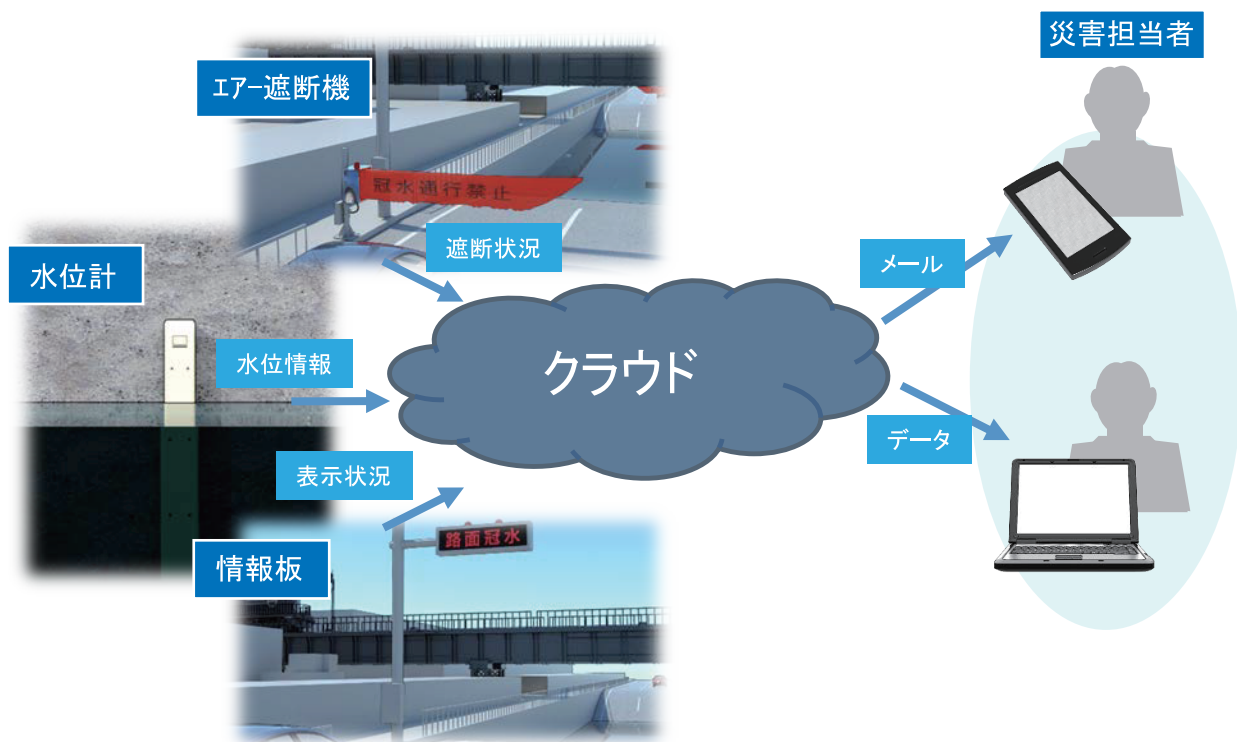 災害担当者
エアー遮断機
冠水通行禁止
遮断状況
メール
水位計
水位情報
クラウド
データ
表示状況
路面冠水
情報板